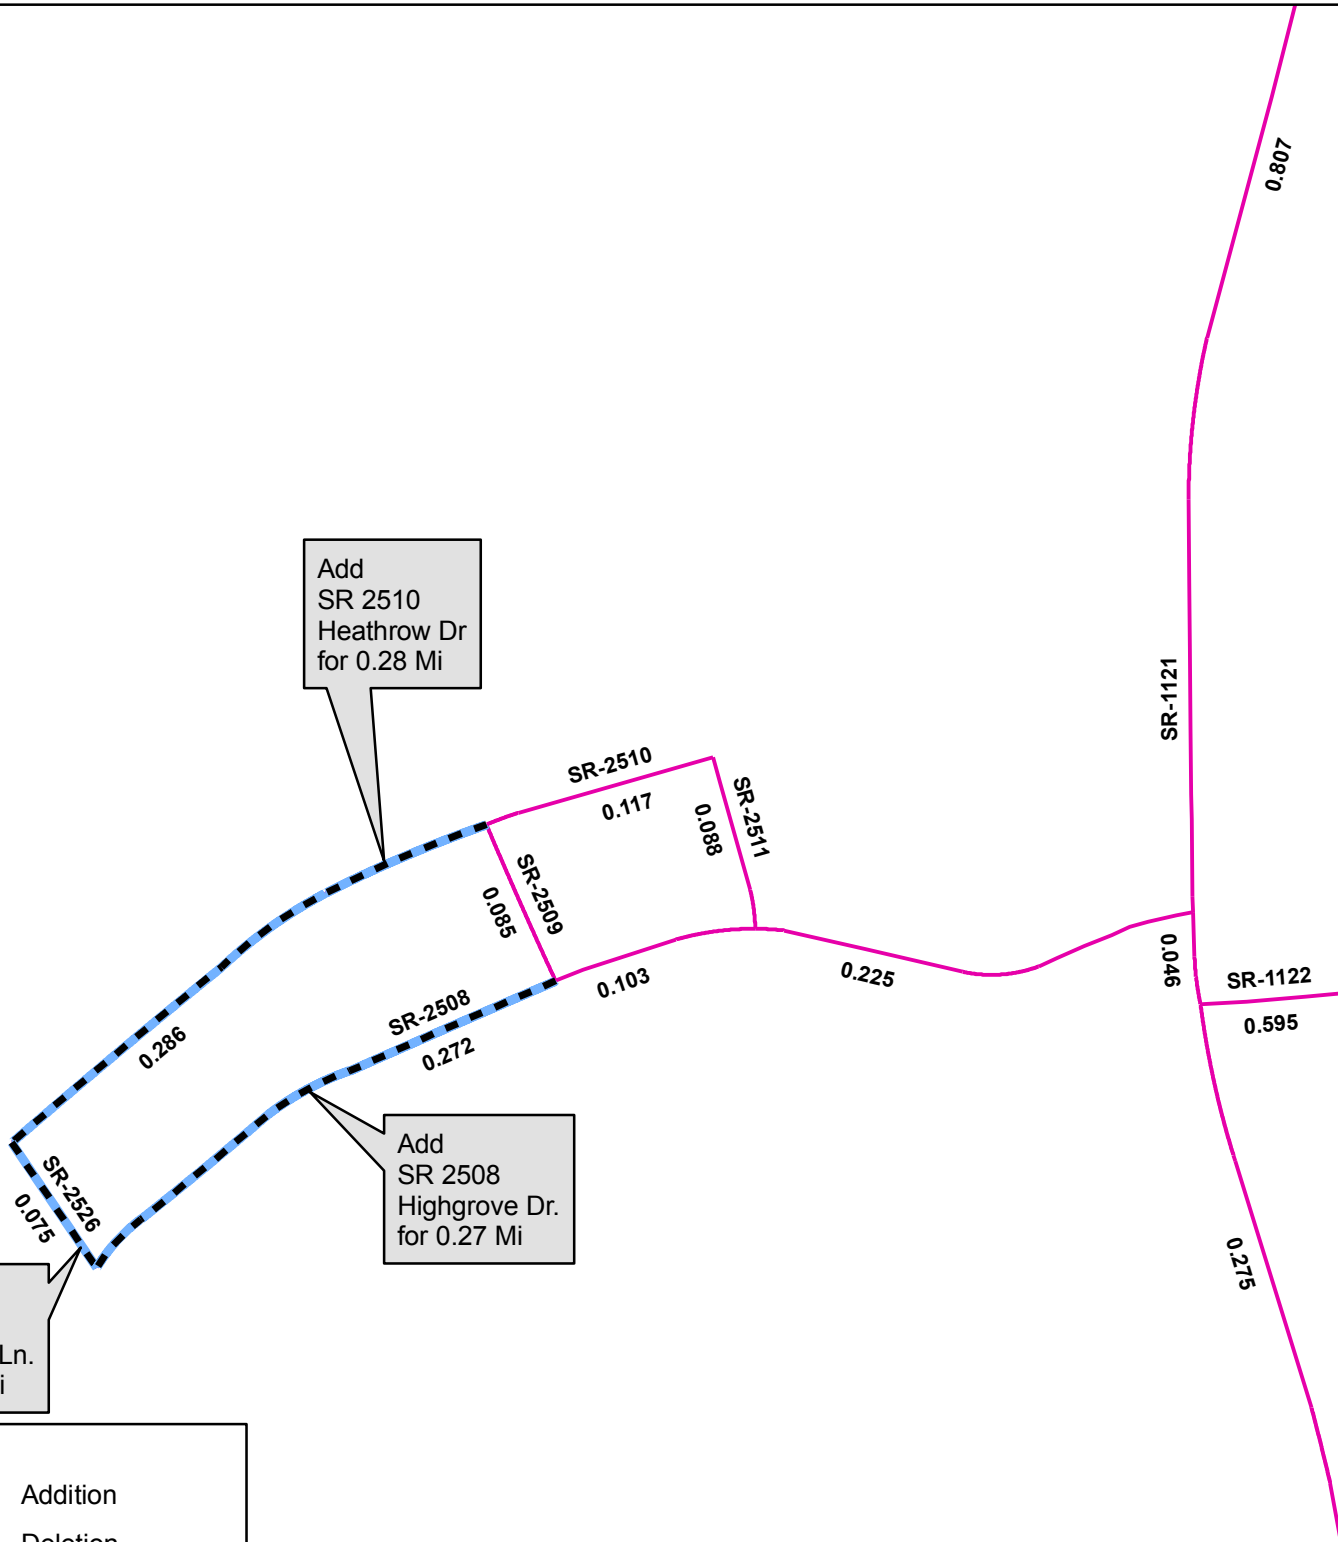 0.807
Add
SR 2510
Heathrow Dr
for 0.28 Mi
SR-1121
SR-2510
0.117
SR-2511
0.088
SR-2509
0.085
0.103
0.225
0.046
SR-1122
0.595
SR-2508
0.272
0.286
Add
SR 2508
Highgrove Dr.
for 0.27 Mi
SR-2526
0.075
0.275
Ln.
Addition
Deletion